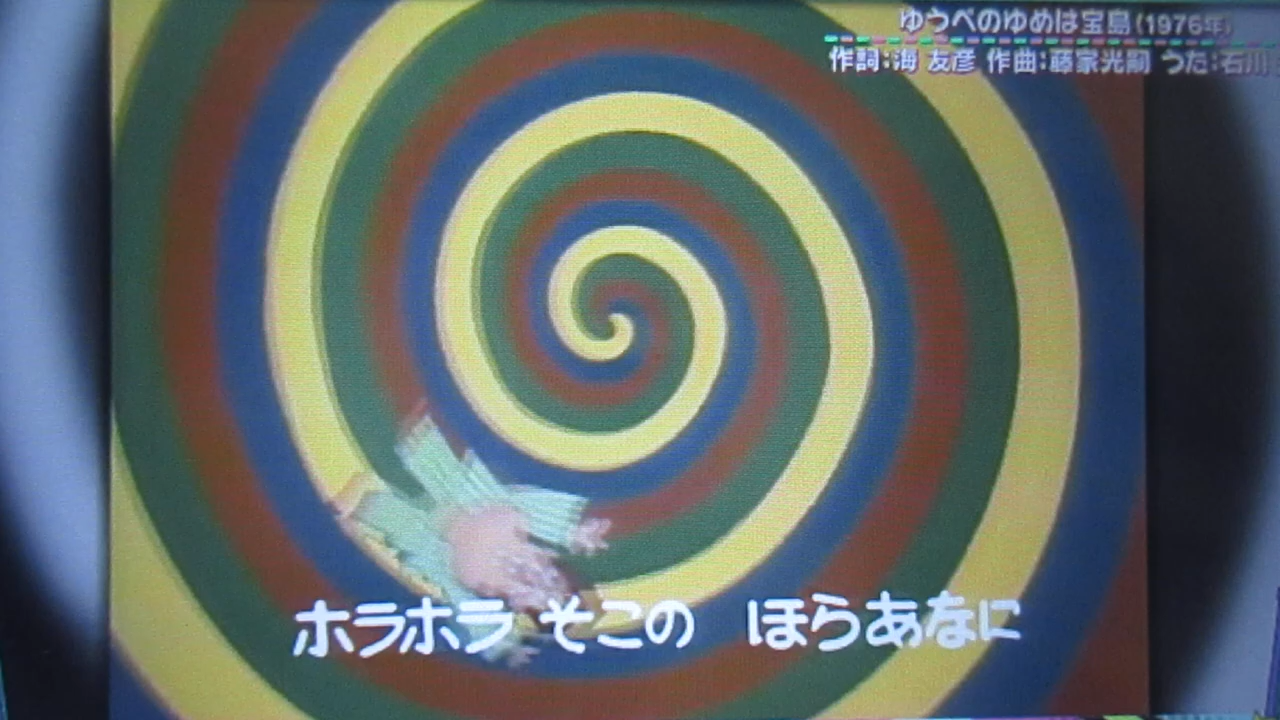 ゆうべのゆめは宝島(1976年)
作詞:海 友彦 作曲:藤家光嗣 うた:石川
ホラホラ そこの ほらあなに